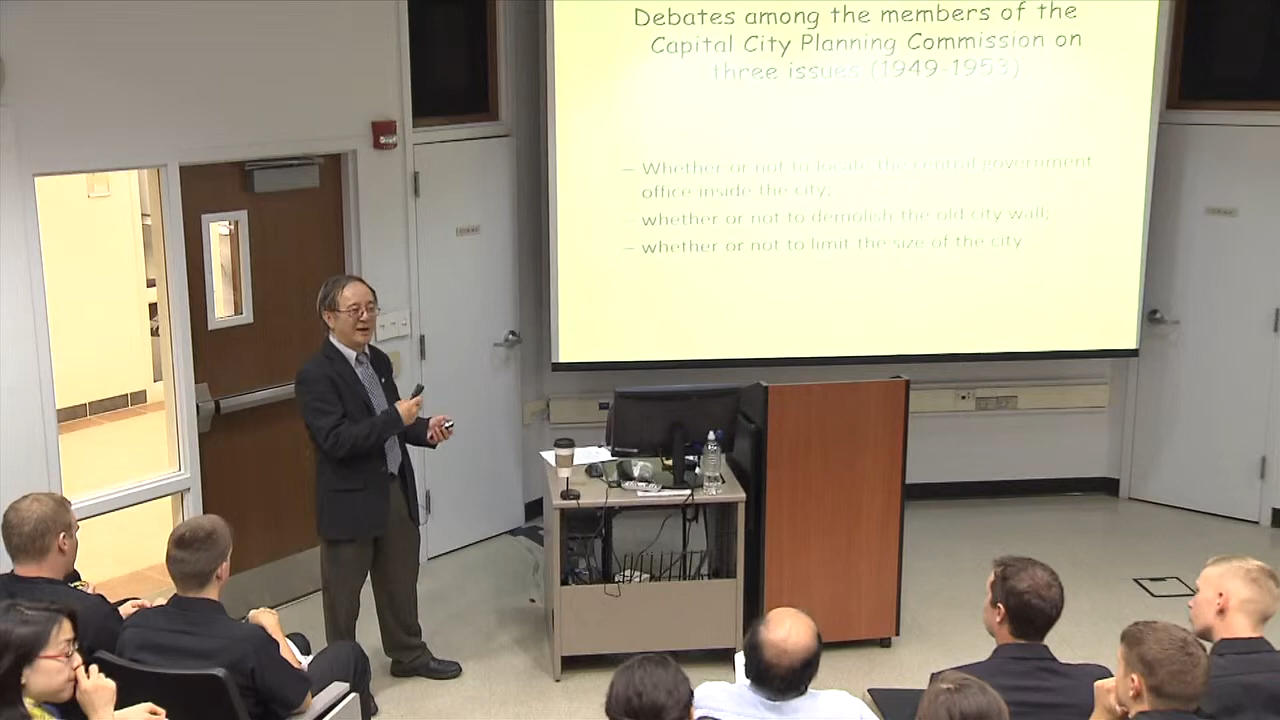 Debates among the members of the
Capital City Planning Commission on
three issues (1949-1953)
– Whether or not to locate the central government
office inside the city;
– whether or not to demolish the old city wall;
– whether or not to limit the size of the city